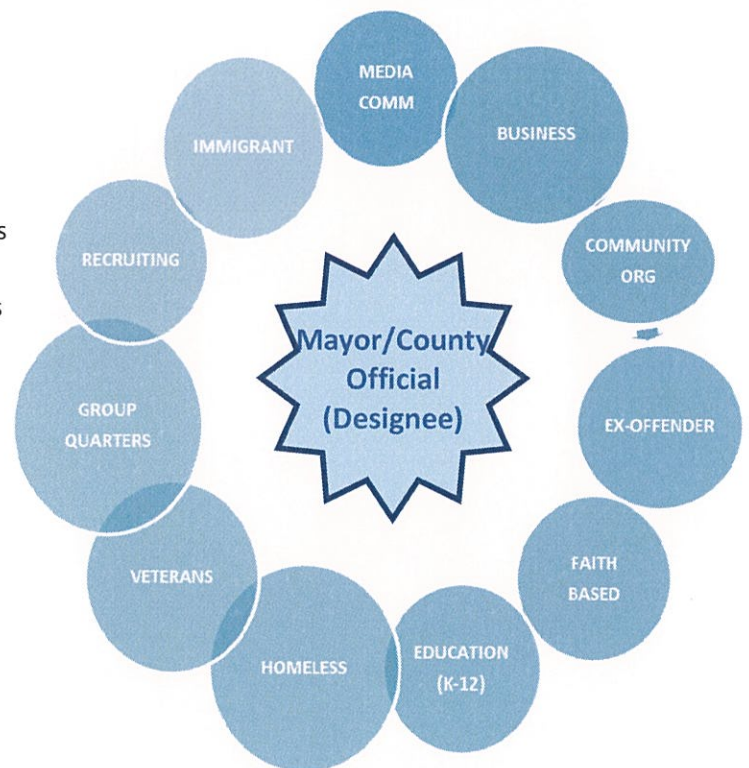 MEDIA
COMM
BUSINESS
COMMUNITY
ORG
EX-OFFENDER
FAITH
BASED
EDUCATION
(K-12)
HOMELESS
VETERANS
GROUP
QUARTERS
RECRUITING
IMMIGRANT
Mayor/County
Official
(Designee)